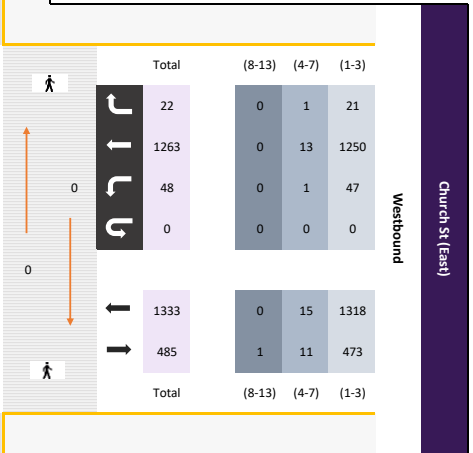 Total (8-13) (4-7) (1-3)
22 0 1 21
1263 0 13 1250
0 48 0 1 47
0 0 0 0
0
1333 0 15 1318
485 1 11 473
Total (8-13) (4-7) (1-3)
Westbound
Church St (East)